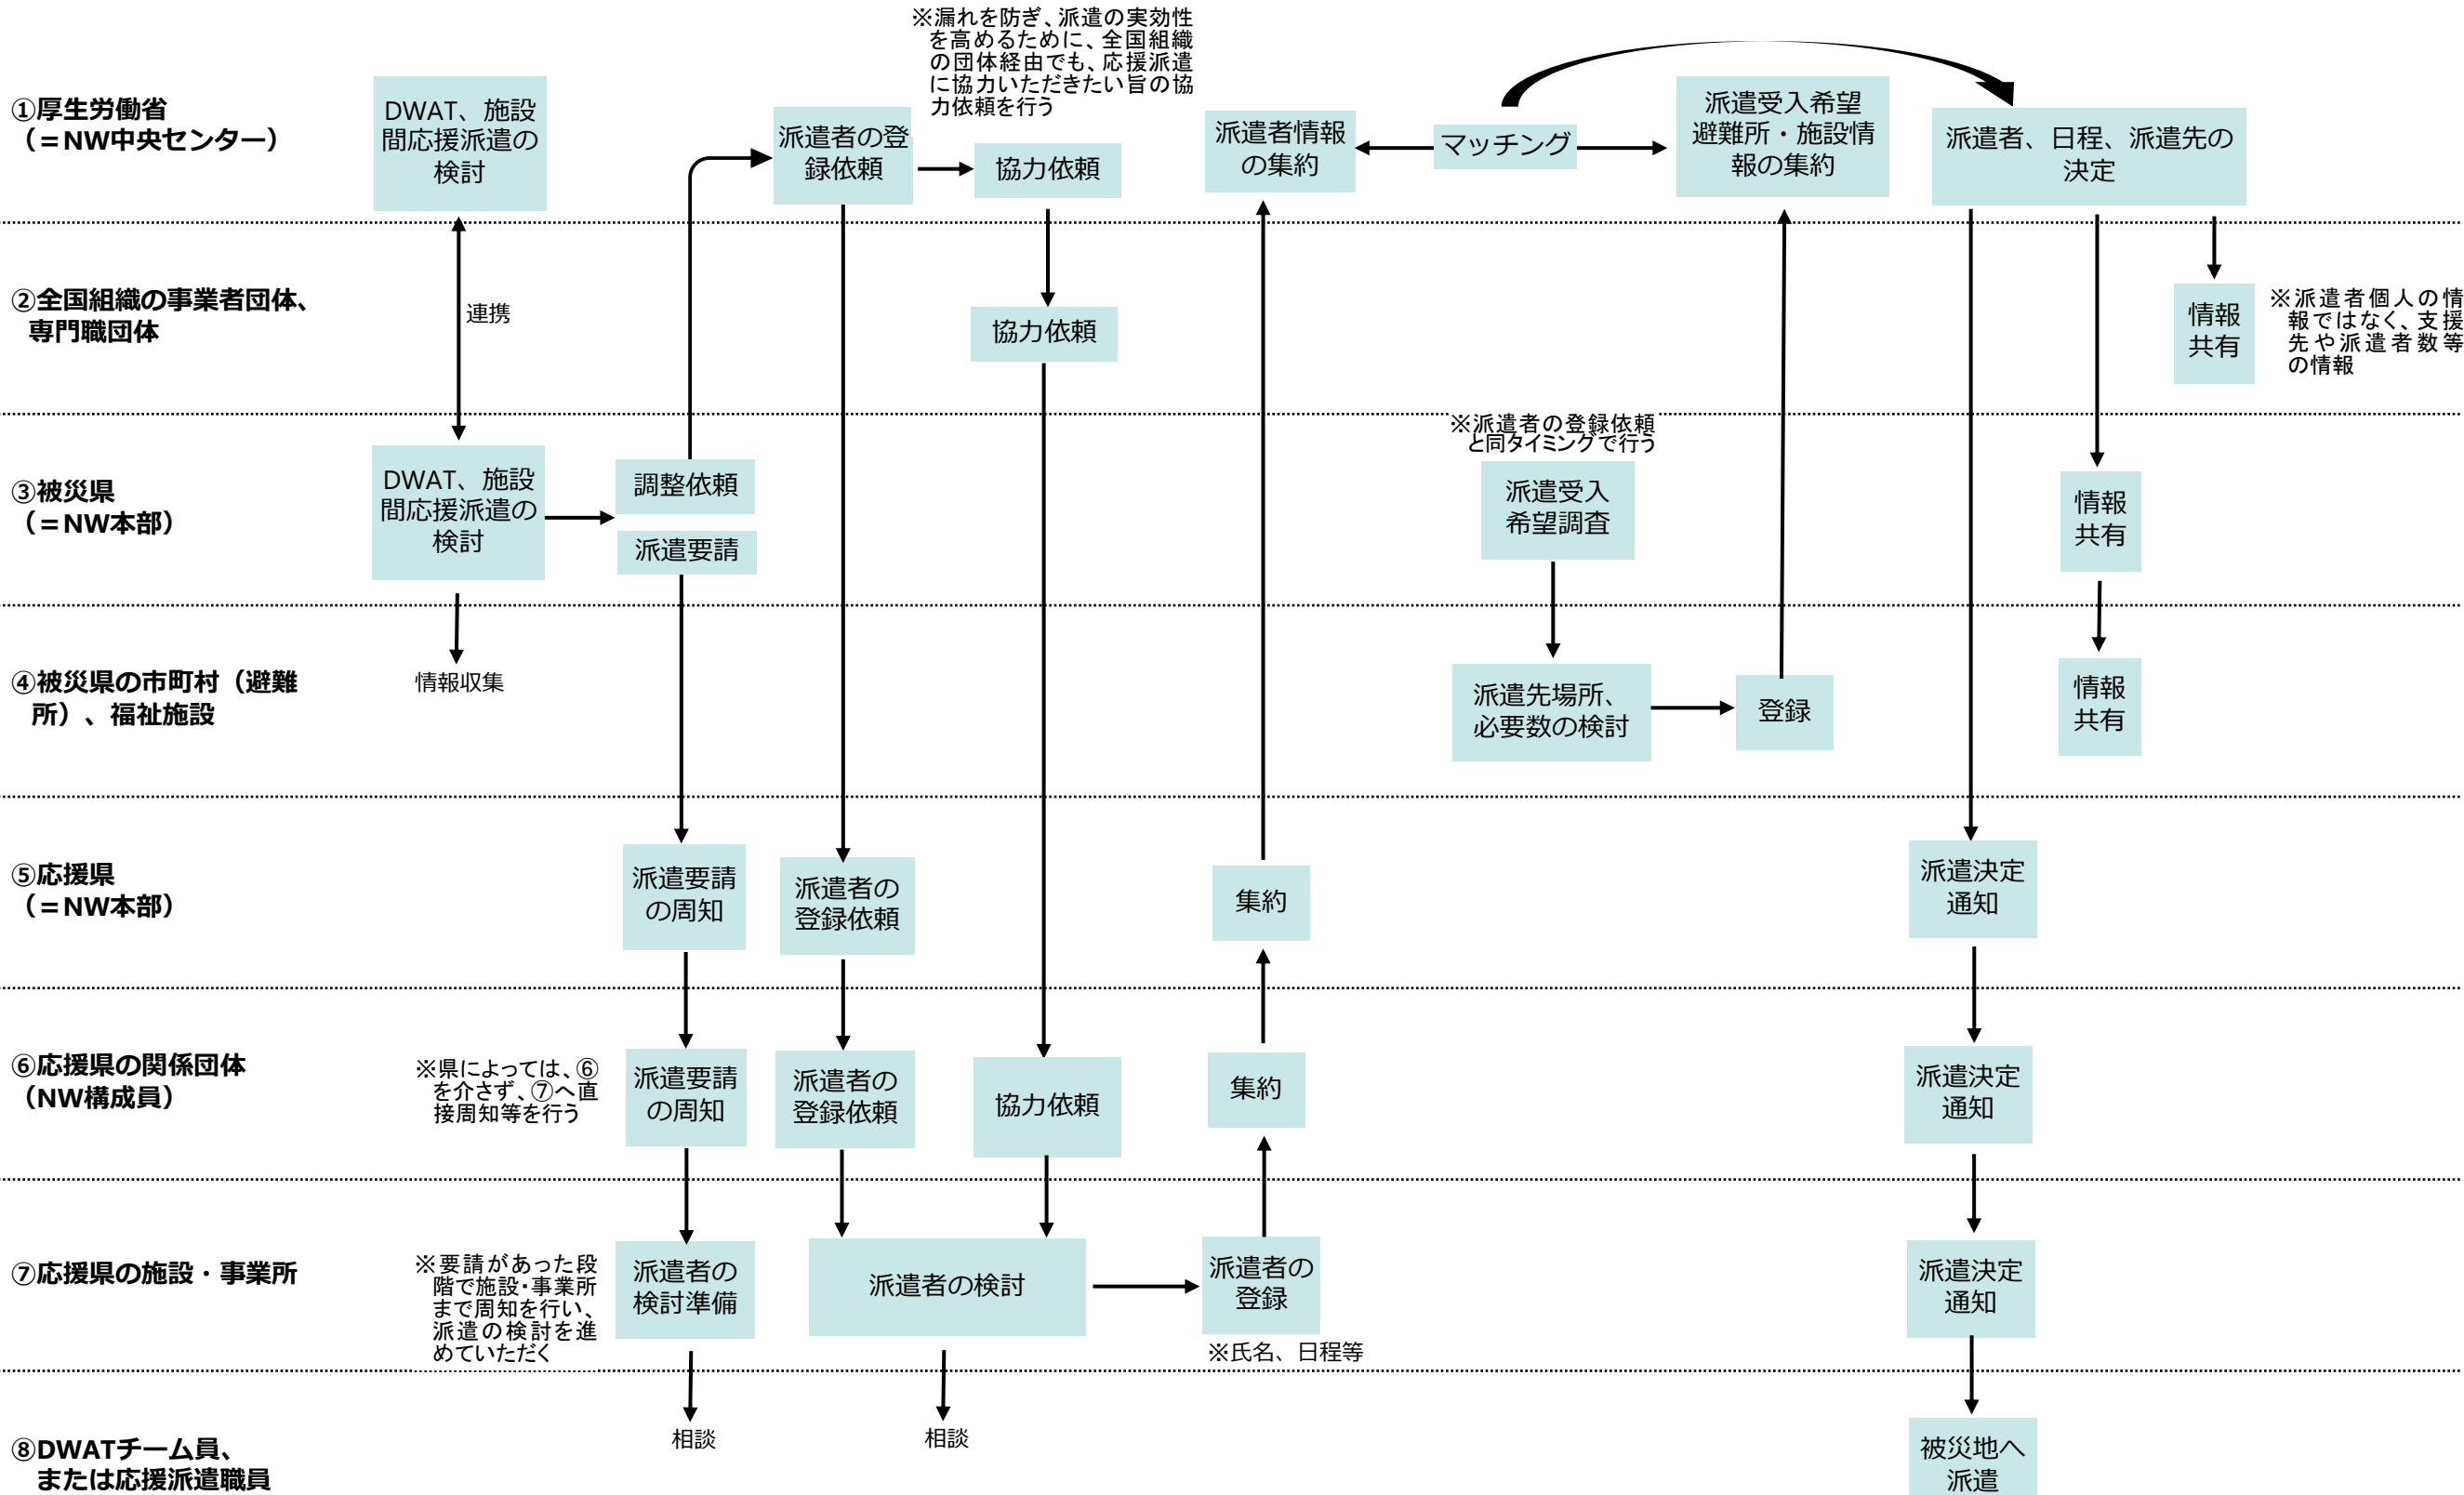 ※漏れを防ぎ、派遣の実効性
を高めるために、全国組織
の団体経由でも、応援派遣
に協力いただきたい旨の協
力依頼を行う
①厚生労働省
（＝NW中央センター）
DWAT、施設
間応援派遣の
検討
派遣者の登
録依頼
協力依頼
派遣者情報
の集約
マッチング
派遣受入希望
避難所・施設情
報の集約
派遣者、日程、派遣先の
決定
②全国組織の事業者団体、
専門職団体
連携
協力依頼
情報
共有
※派遣者個人の情
報ではなく、支援
先や派遣者数等
の情報
③被災県
（＝NW本部）
DWAT、施設
間応援派遣の
検討
調整依頼
派遣要請
※派遣者の登録依頼
と同タイミングで行う
派遣受入
希望調査
情報
共有
④被災県の市町村（避難
所）、福祉施設
情報収集
派遣先場所、
必要数の検討
登録
情報
共有
⑤応援県
（＝NW本部）
派遣要請
の周知
派遣者の
登録依頼
集約
派遣決定
通知
⑥応援県の関係団体
（NW構成員）
※県によっては、⑥
を介さず、⑦へ直
接周知等を行う
派遣要請
の周知
派遣者の
登録依頼
協力依頼
集約
派遣決定
通知
⑦応援県の施設・事業所
※要請があった段
階で施設・事業所
まで周知を行い、
派遣の検討を進
めていただく
派遣者の
検討準備
派遣者の検討
派遣者の
登録
※氏名、日程等
派遣決定
通知
⑧DWATチーム員、
または応援派遣職員
相談
相談
被災地へ
派遣